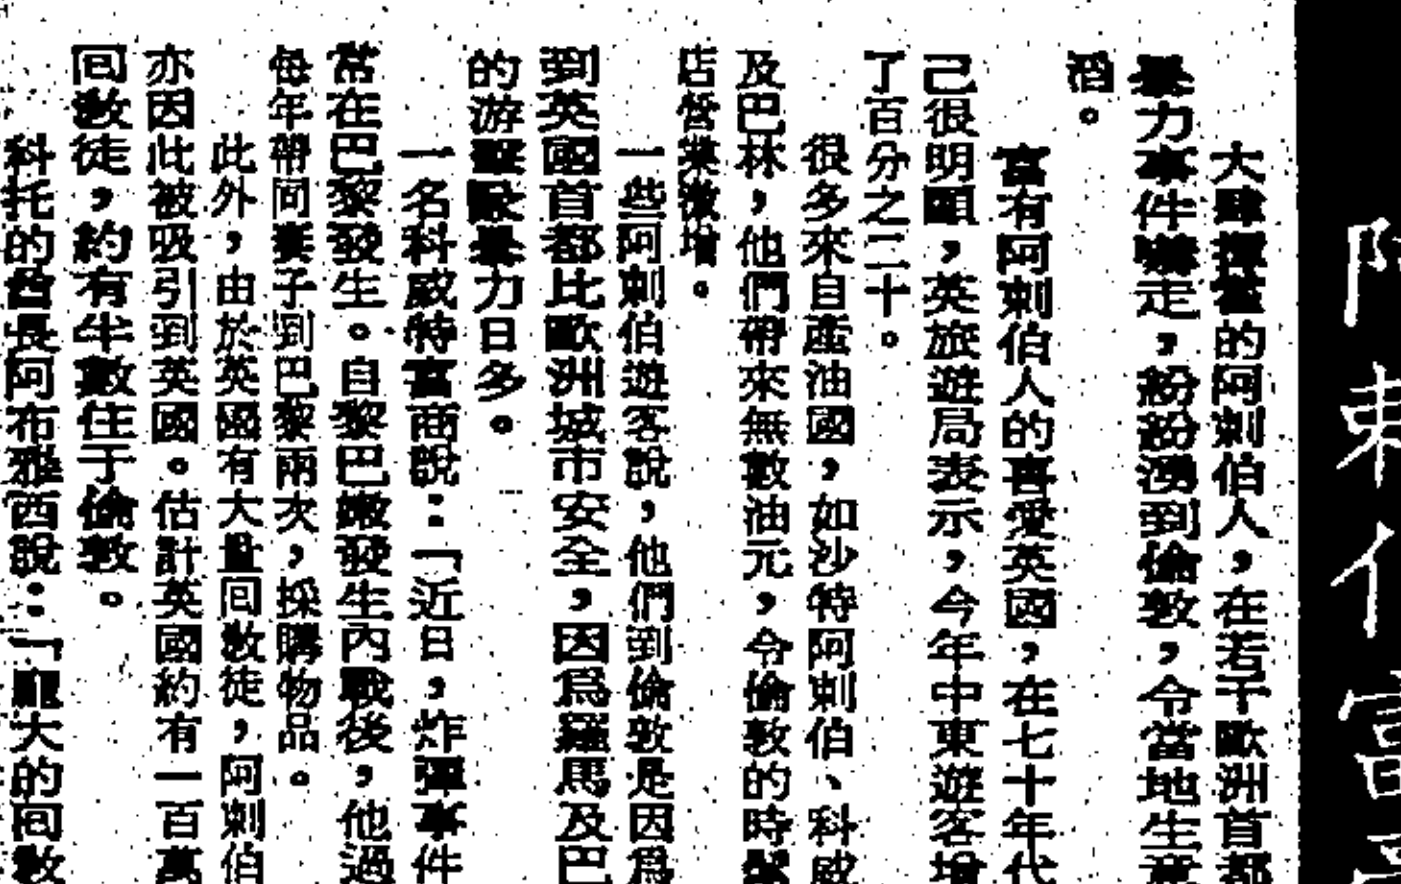 阿剌伯富
大肆揮霍的阿剌伯人，在若干歐洲首都
暴力事件嚇走，紛紛湧到倫敦，令當地生意
滔。
富有阿剌伯人的喜愛英國，在七十年代
己很明顯，英旅遊局表示，今年中東遊客增
了百分之二十。
很多來自產油國，如沙特阿剌伯、科威
及巴林，他們帶來無數油元，令倫敦的時髦
店營業激增。
一些阿剌伯遊客說，他們到倫敦是因爲
到英國首都比歐洲城市安全，因爲羅馬及巴
的游擊隊暴力日多。
一名科威特富商說：「近日，炸彈事件
常在巴黎發生。自黎巴嫩發生內戰後，他過
每年帶同妻子到巴黎兩次，採購物品。
此外，由於英國有大量回教徒，阿剌伯
亦因此被吸引到英國。估計英國約有一百萬
回教徒，約有半數住于倫敦。
科托的酋長阿布雅西說：「龐大的回教